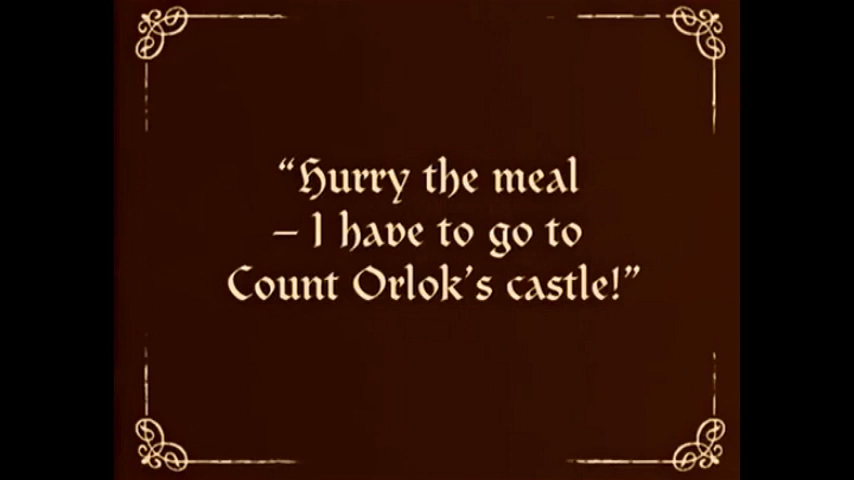 “Hurry the meal
– I have to go to
Count Orlok’s castle!”